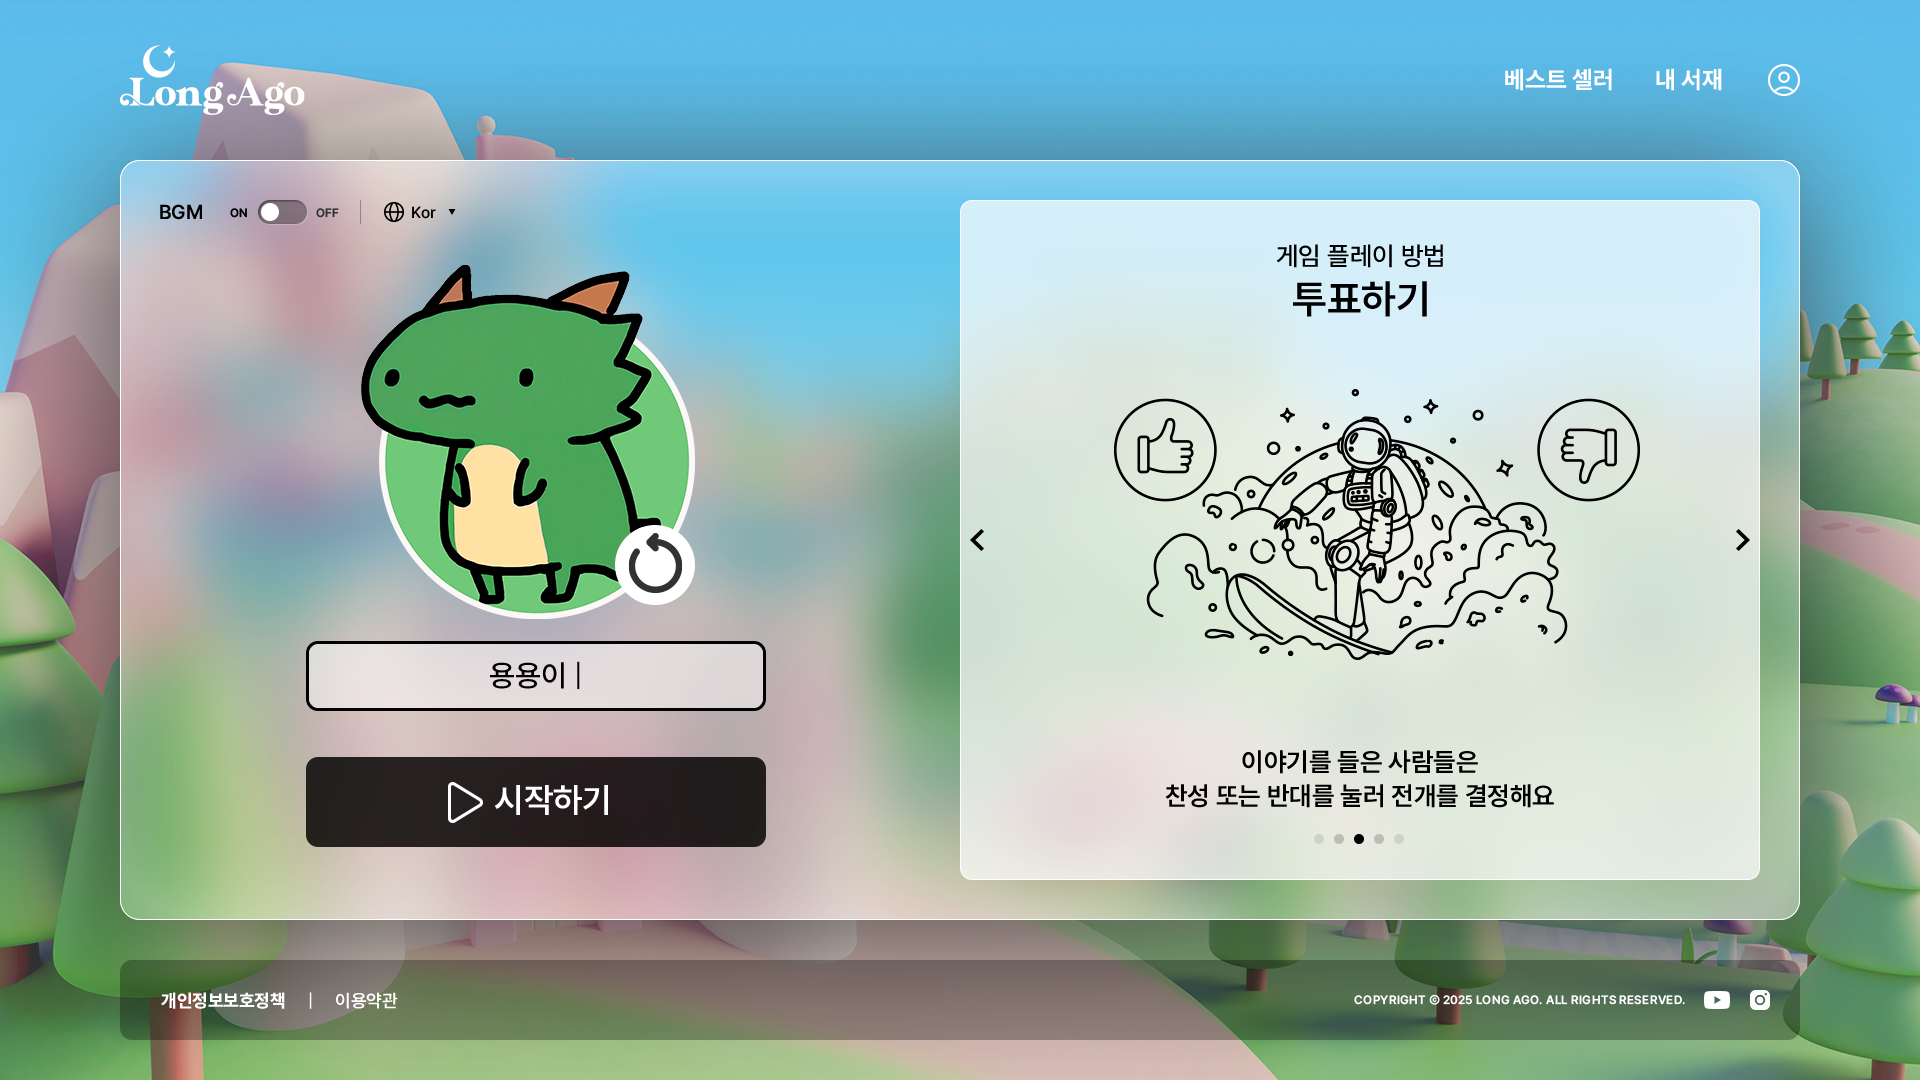 Long Ago
베스트 셀러
내 서재
BGM ON OFF Kor
용용이
시작하기
게임 플레이 방법
투표하기
이야기를 들은 사람들은
찬성 또는 반대를 눌러 전개를 결정해요
개인정보보호정책 | 이용약관
COPYRIGHT © 2025 LONG AGO. ALL RIGHTS RESERVED.